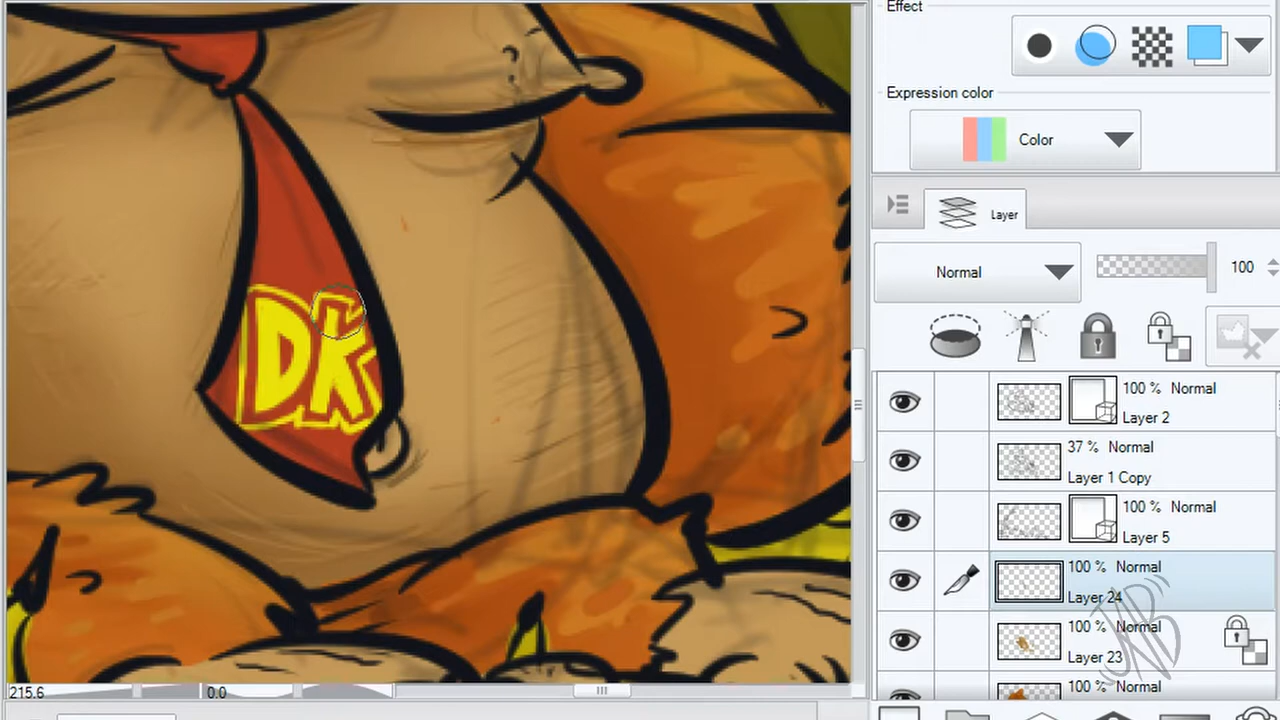 Effect
Expression color
Color
Layer
Normal
100
100 % Normal
Layer 2
37 % Normal
Layer 1 Copy
100 % Normal
Layer 5
100 % Normal
Layer 24
100 % Normal
Layer 23
100 % Normal
DK
215.6
0.0
JNB